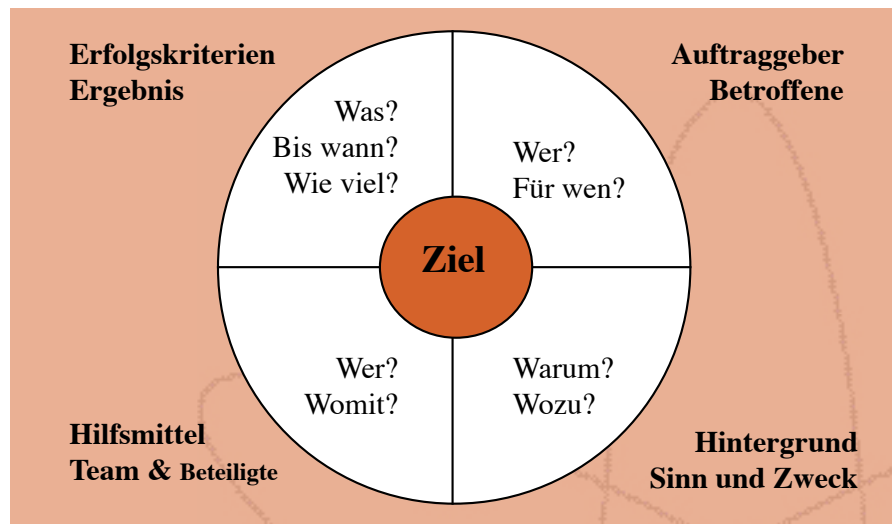 Erfolgskriterien
Ergebnis
Auftraggeber
Betroffene
Was?
Bis wann?
Wie viel?
Wer?
Für wen?
Ziel
Wer?
Womit?
Warum?
Wozu?
Hilfsmittel
Team & Beteiligte
Hintergrund
Sinn und Zweck